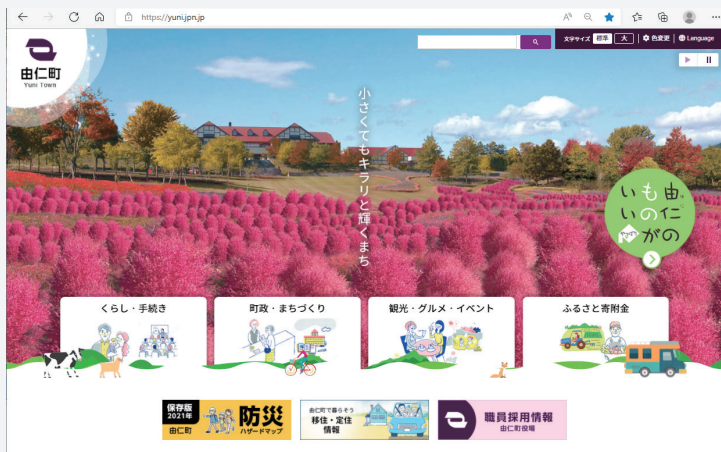 https://yuni.jpn.jp
由仁町
Yuni Town
文字サイズ 標準 大 色変更 Language
小さくてもキラリと輝くまち
由仁の
ものが
いい
くらし・手続き
町政・まちづくり
観光・グルメ・イベント
ふるさと寄附金
保存版
2021年
由仁町
防災
ハザードマップ
由仁町で暮らそう
移住・定住
情報
職員採用情報
由仁町役場